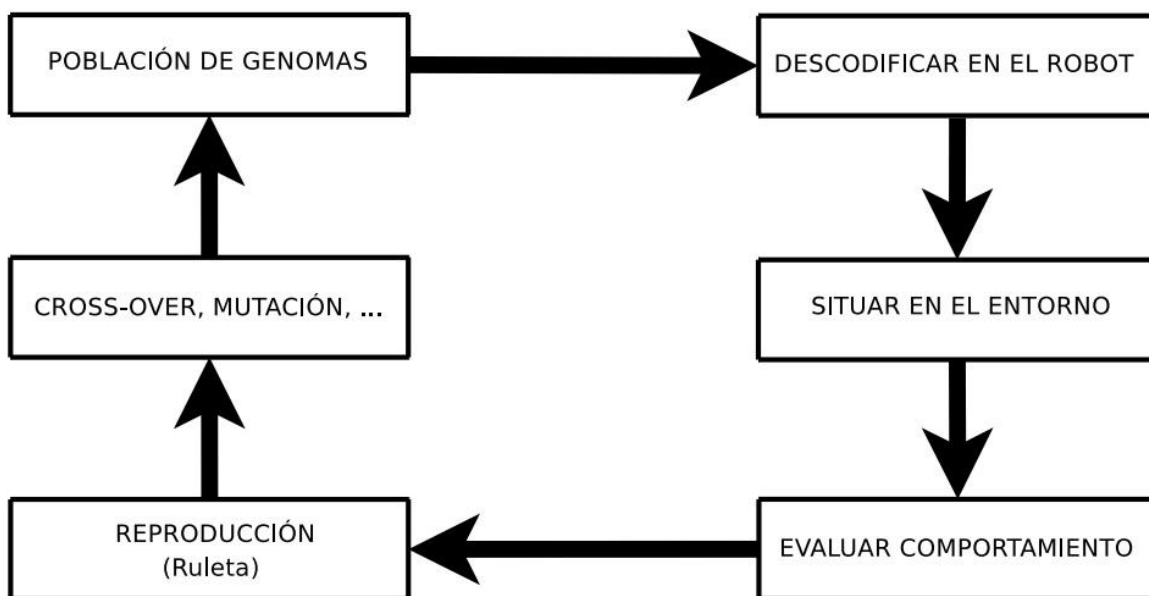 POBLACIÓN DE GENOMAS
DESCODIFICAR EN EL ROBOT
SITUAR EN EL ENTORNO
EVALUAR COMPORTAMIENTO
REPRODUCCIÓN
(Ruleta)
CROSS-OVER, MUTACIÓN, ...